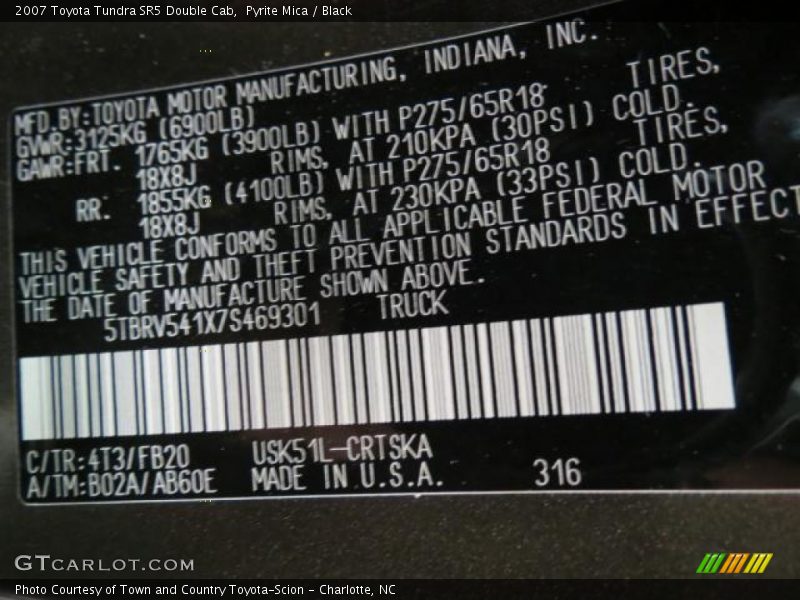 2007 Toyota Tundra SR5 Double Cab, Pyrite Mica / Black
MFD.BY:TOYOTA MOTOR MANUFACTURING, INDIANA, INC.
GVWR:3125KG (6900LB)
GAWR:FRT. 1765KG (3900LB) WITH P275/65R18 TIRES,
18X8J RIMS, AT 210KPA (30PSI) COLD.
RR. 1855KG (4100LB) WITH P275/65R18 TIRES,
18X8J RIMS, AT 230KPA (33PSI) COLD.
THIS VEHICLE CONFORMS TO ALL APPLICABLE FEDERAL MOTOR
VEHICLE SAFETY AND THEFT PREVENTION STANDARDS IN EFFECT
THE DATE OF MANUFACTURE SHOWN ABOVE.
5TBRV541X7S469301 TRUCK
C/TR:4T3/FB20 USK51L-CRTSKA
A/TM:B02A/AB60E MADE IN U.S.A. 316
GTCARLOT.COM
Photo Courtesy of Town and Country Toyota-Scion - Charlotte, NC